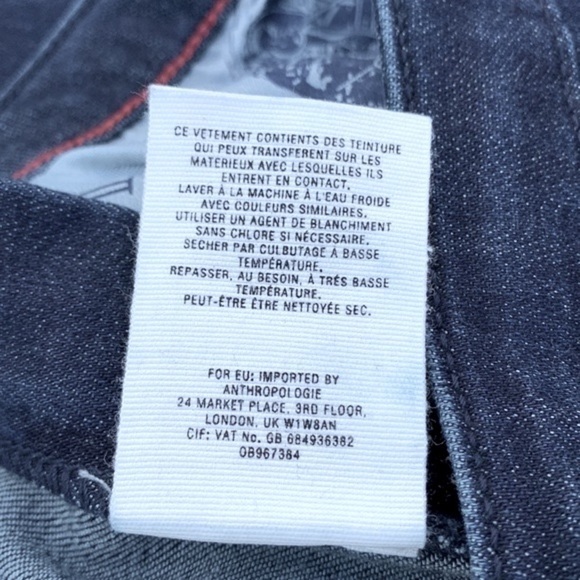 CE VETEMENT CONTIENTS DES TEINTURE
QUI PEUX TRANSFERENT SUR LES
MATERIEUX AVEC LESQUELLES ILS
ENTRENT EN CONTACT.
LAVER À LA MACHINE À L'EAU FROIDE
AVEC COULEURS SIMILAIRES.
UTILISER UN AGENT DE BLANCHIMENT
SANS CHLORE SI NÉCESSAIRE.
SECHER PAR CULBUTAGE À BASSE
TEMPÉRATURE.
REPASSER, AU BESOIN, À TRÈS BASSE
TEMPÉRATURE.
PEUT-ÊTRE ÊTRE NETTOYÉE SEC.
FOR EU: IMPORTED BY
ANTHROPOLOGIE
24 MARKET PLACE, 3RD FLOOR,
LONDON, UK W1W8AN
CIF: VAT No. GB 684936382
OB967384